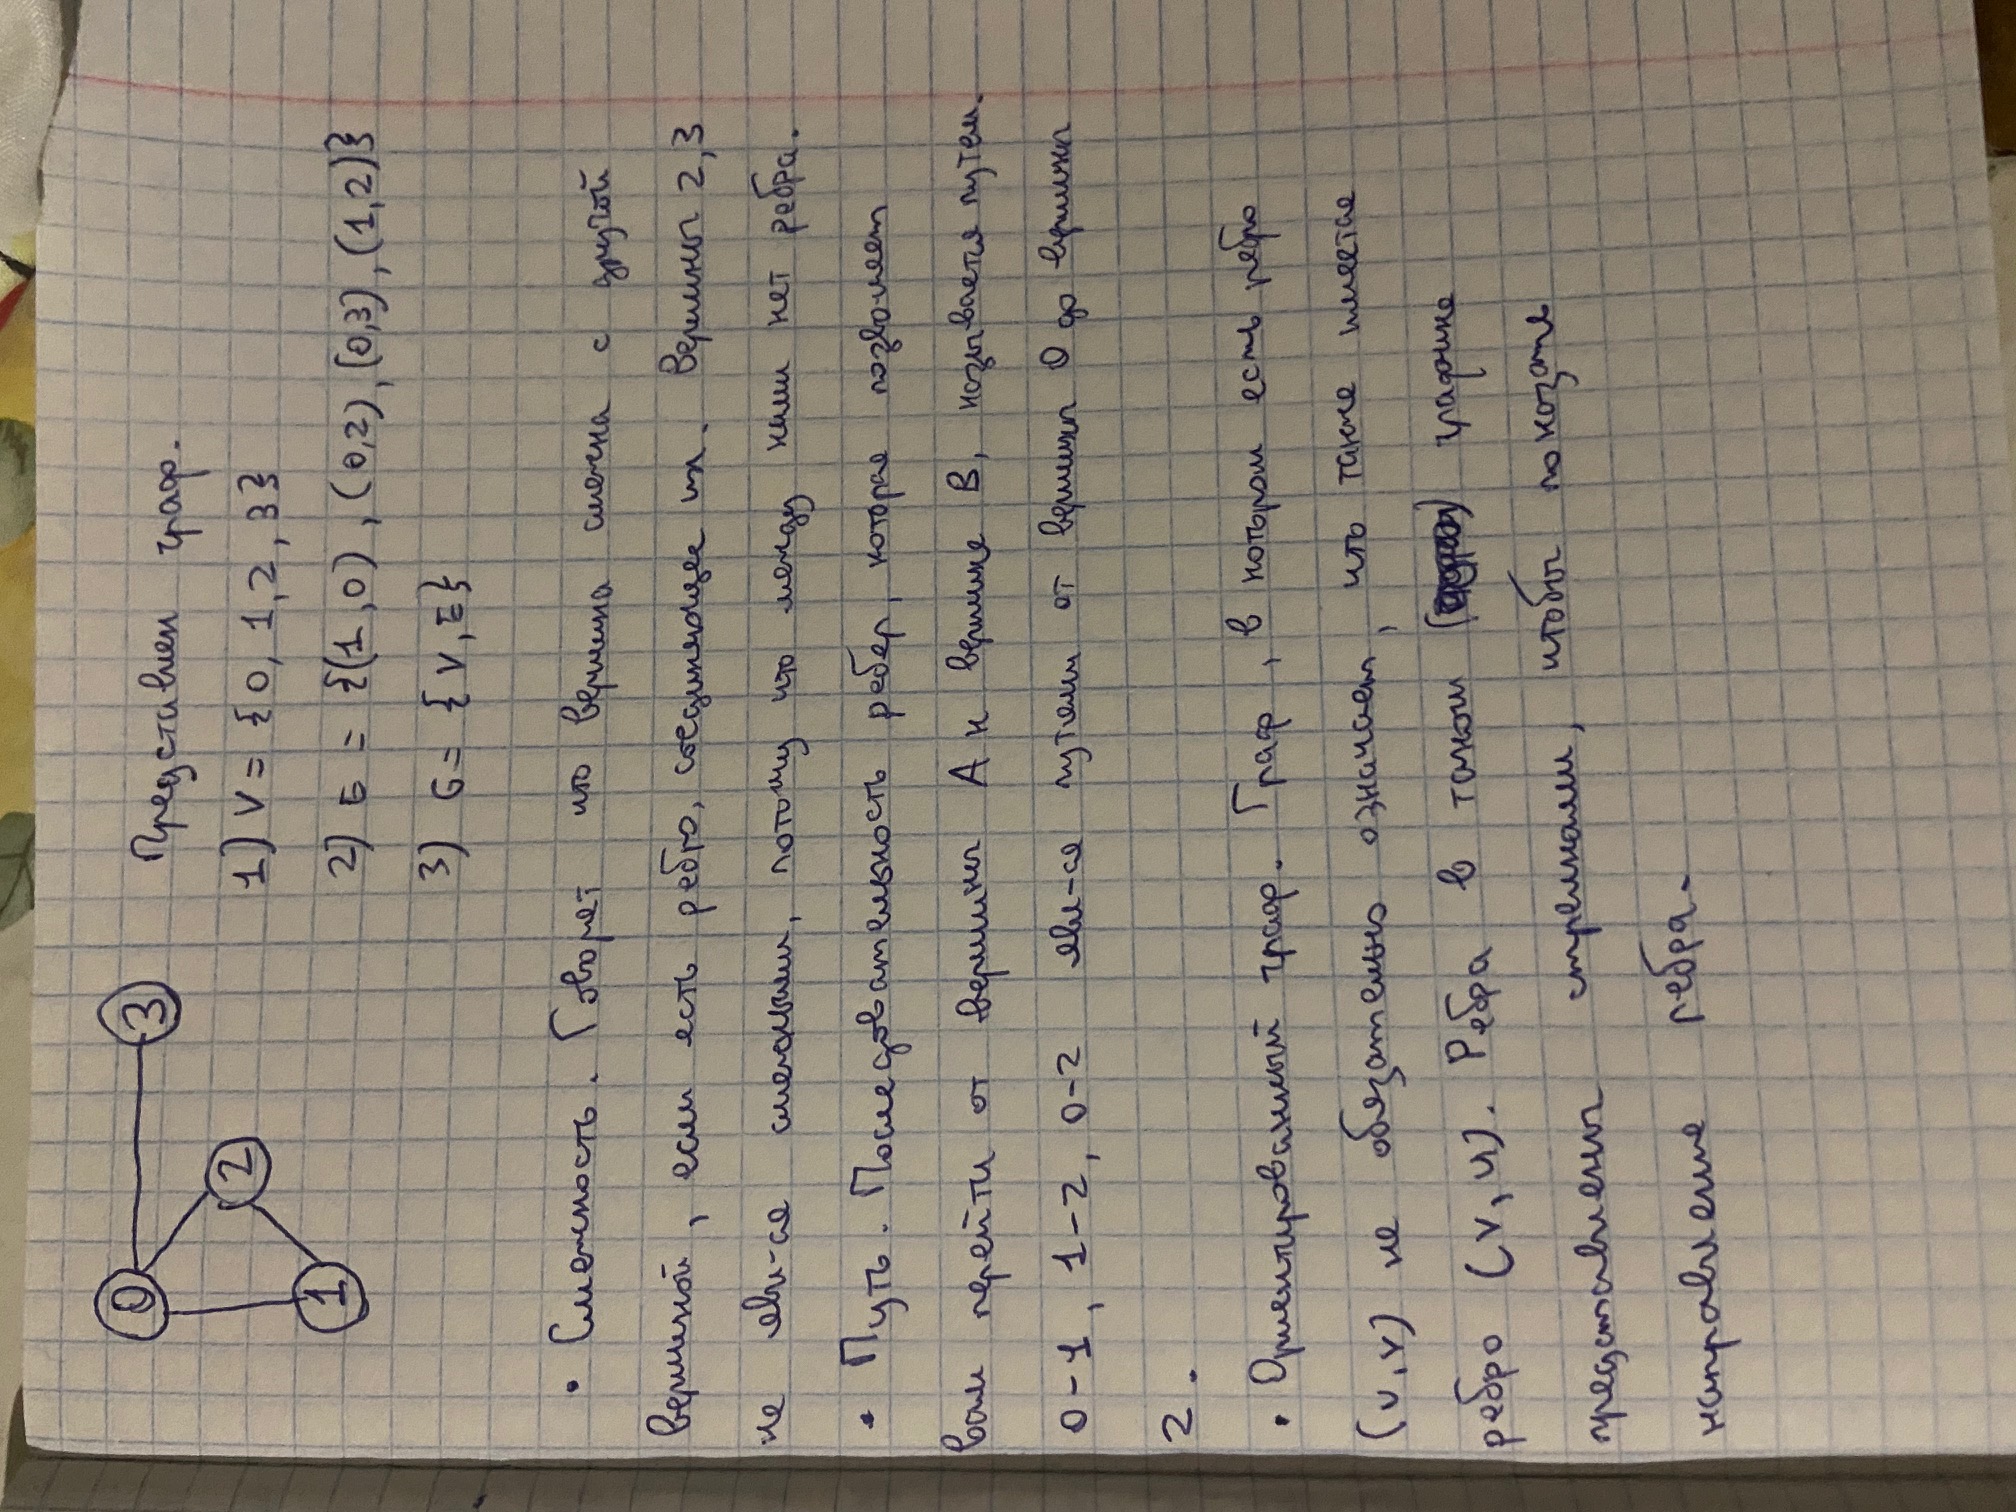 0 3
Представлен граф.
2
1) V = {0, 1, 2, 3}
1
2) E = {(1,0), (0,2), (0,3), (1,2)}
3) G = {V, E}
• Смежность. Говорят что вершина смежна с другой
вершиной, если есть ребро, соединяющее их. Вершины 2,3
не явл-ся смежными, потому что между ними нет ребра.
• Путь. Последовательность ребер, которая позволяет
вам перейти от вершины A к вершине B, называется путем.
0-1, 1-2, 0-2 явл-ся путями от вершины 0 до вершины
2.
• Ориентированный граф. Граф, в котором есть ребро
(u,v) не обязательно означает, что также имеется
ребро (v,u). Ребра в таком графике
представлены стрелками, чтобы показать
направление ребра.